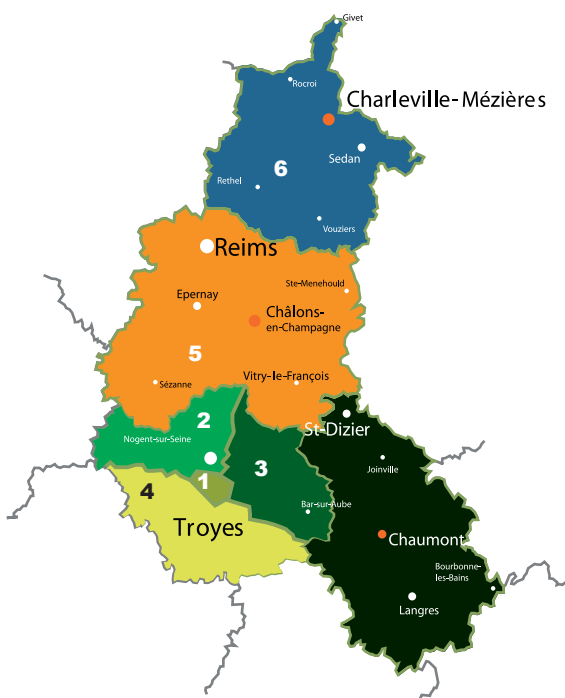 Givet
Rocroi
Charleville-Mézières
Sedan
6
Rethel
Vouziers
Reims
Ste-Menehould
Epernay
Châlons-
en-Champagne
5
Sézanne
Vitry-le-François
2
St-Dizier
Nogent-sur-Seine
3
Joinville
1
4
Bar-sur-Aube
Troyes
Chaumont
Bourbonne-
les-Bains
Langres